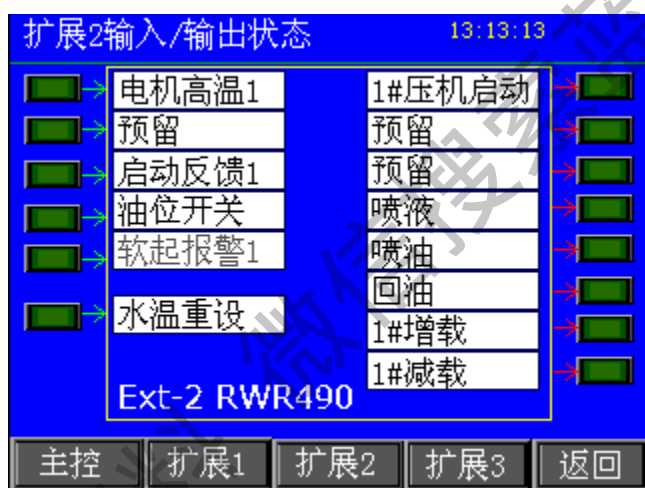 扩展2输入/输出状态 13:13:13
电机高温1 1#压机启动
预留 预留
启动反馈1 预留
油位开关 喷液
软起报警1 喷油
回油
水温重设 1#增载
1#减载
Ext-2 RWR490
主控 扩展1 扩展2 扩展3 返回